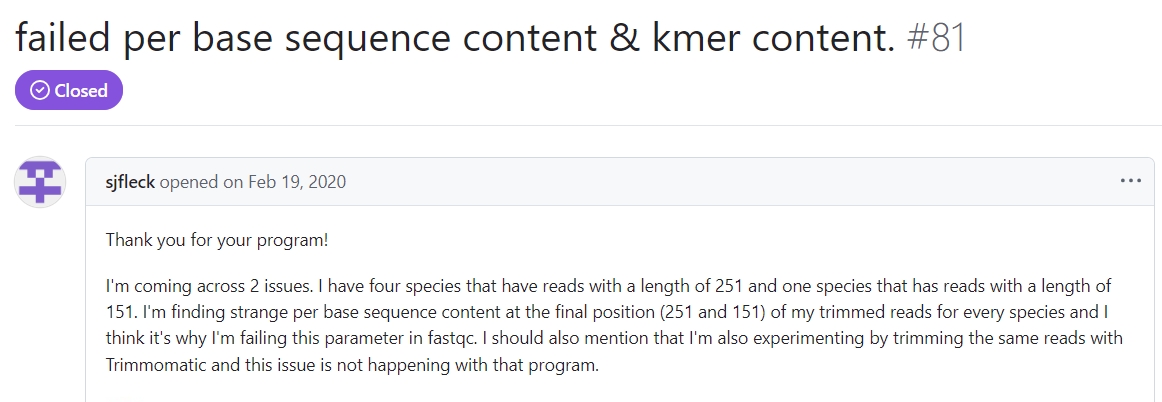 failed per base sequence content & kmer content. #81
Closed
sjfleck opened on Feb 19, 2020
Thank you for your program!
I'm coming across 2 issues. I have four species that have reads with a length of 251 and one species that has reads with a length of
151. I'm finding strange per base sequence content at the final position (251 and 151) of my trimmed reads for every species and I
think it's why I'm failing this parameter in fastqc. I should also mention that I'm also experimenting by trimming the same reads with
Trimmomatic and this issue is not happening with that program.